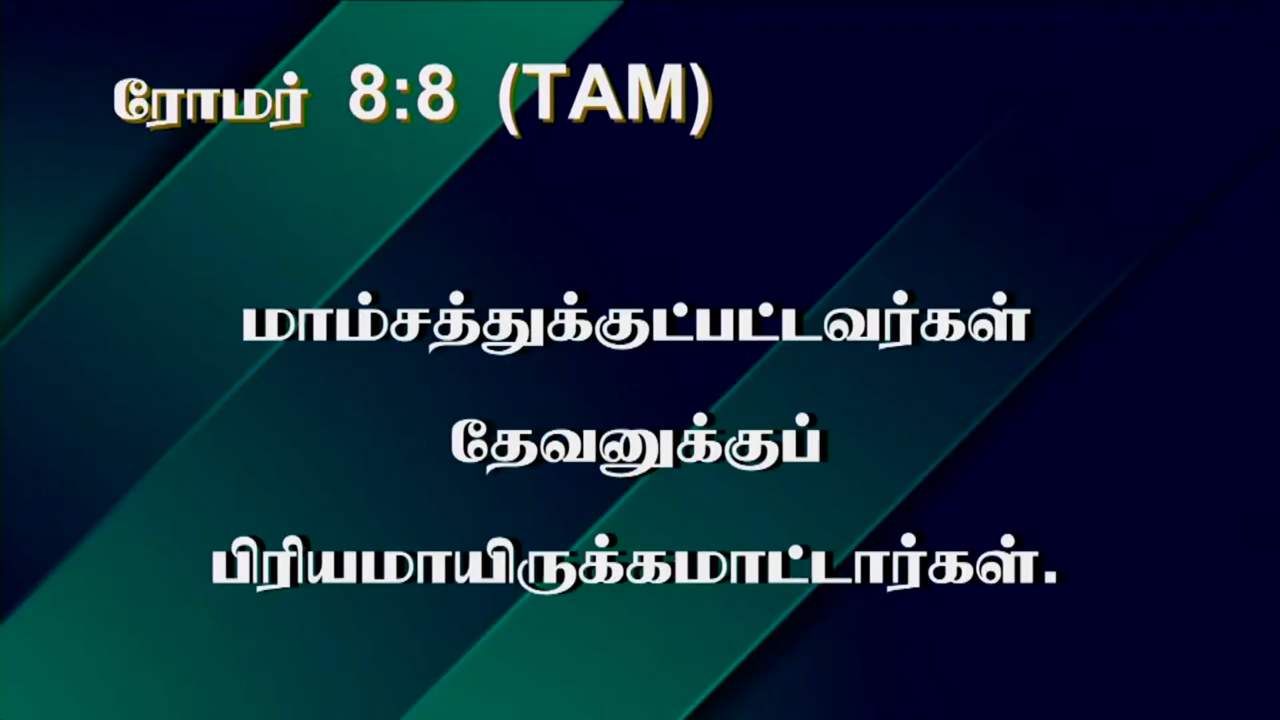 ரோமர் 8:8 (TAM)
மாம்சத்துக்குட்பட்டவர்கள்
தேவனுக்குப்
பிரியமாயிருக்கமாட்டார்கள்.